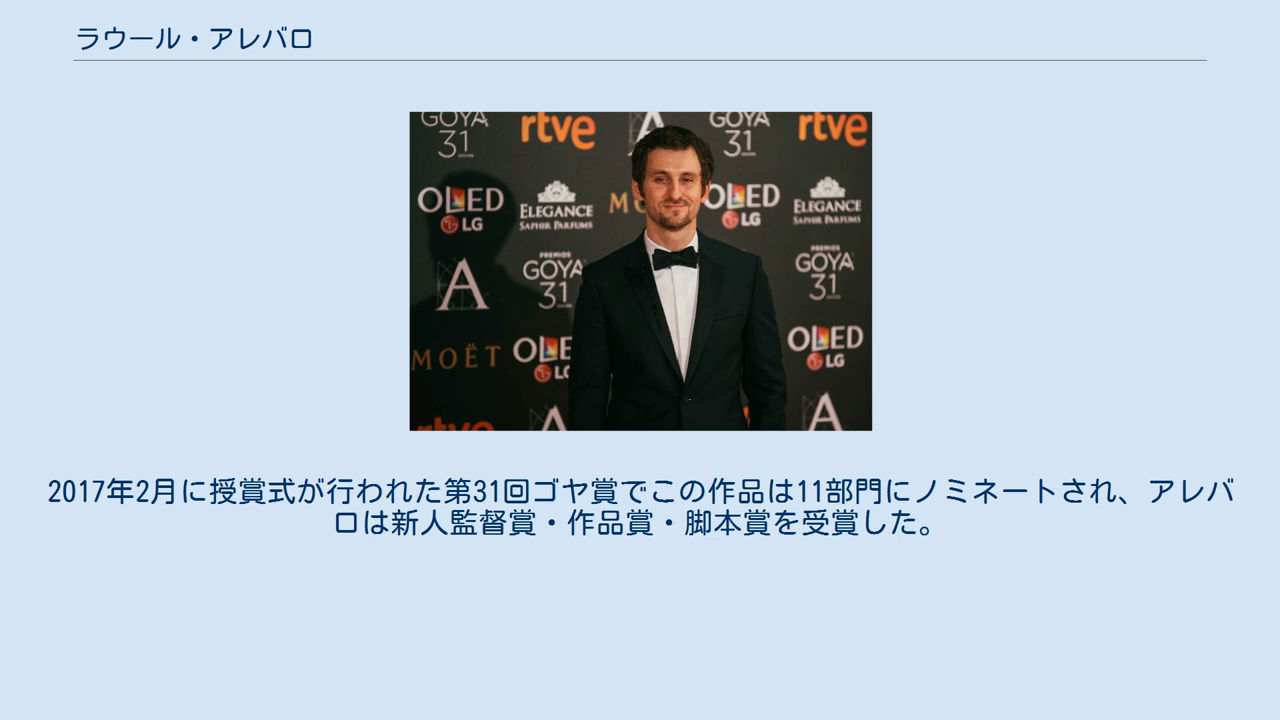 ラウール・アレバロ
GOYA rtve A GOYA rtve
31 31
OLED ELEGANCE M OLED ELEGANCE
LG SAPHIR PARFUMS LG SAPHIR PARFUMS
A PREMIOS GOYA 31 PREMIOS GOYA 31
MOËT OLED LG OLED LG
rtve A A
2017年2月に授賞式が行われた第31回ゴヤ賞でこの作品は11部門にノミネートされ、アレバ
ロは新人監督賞・作品賞・脚本賞を受賞した。